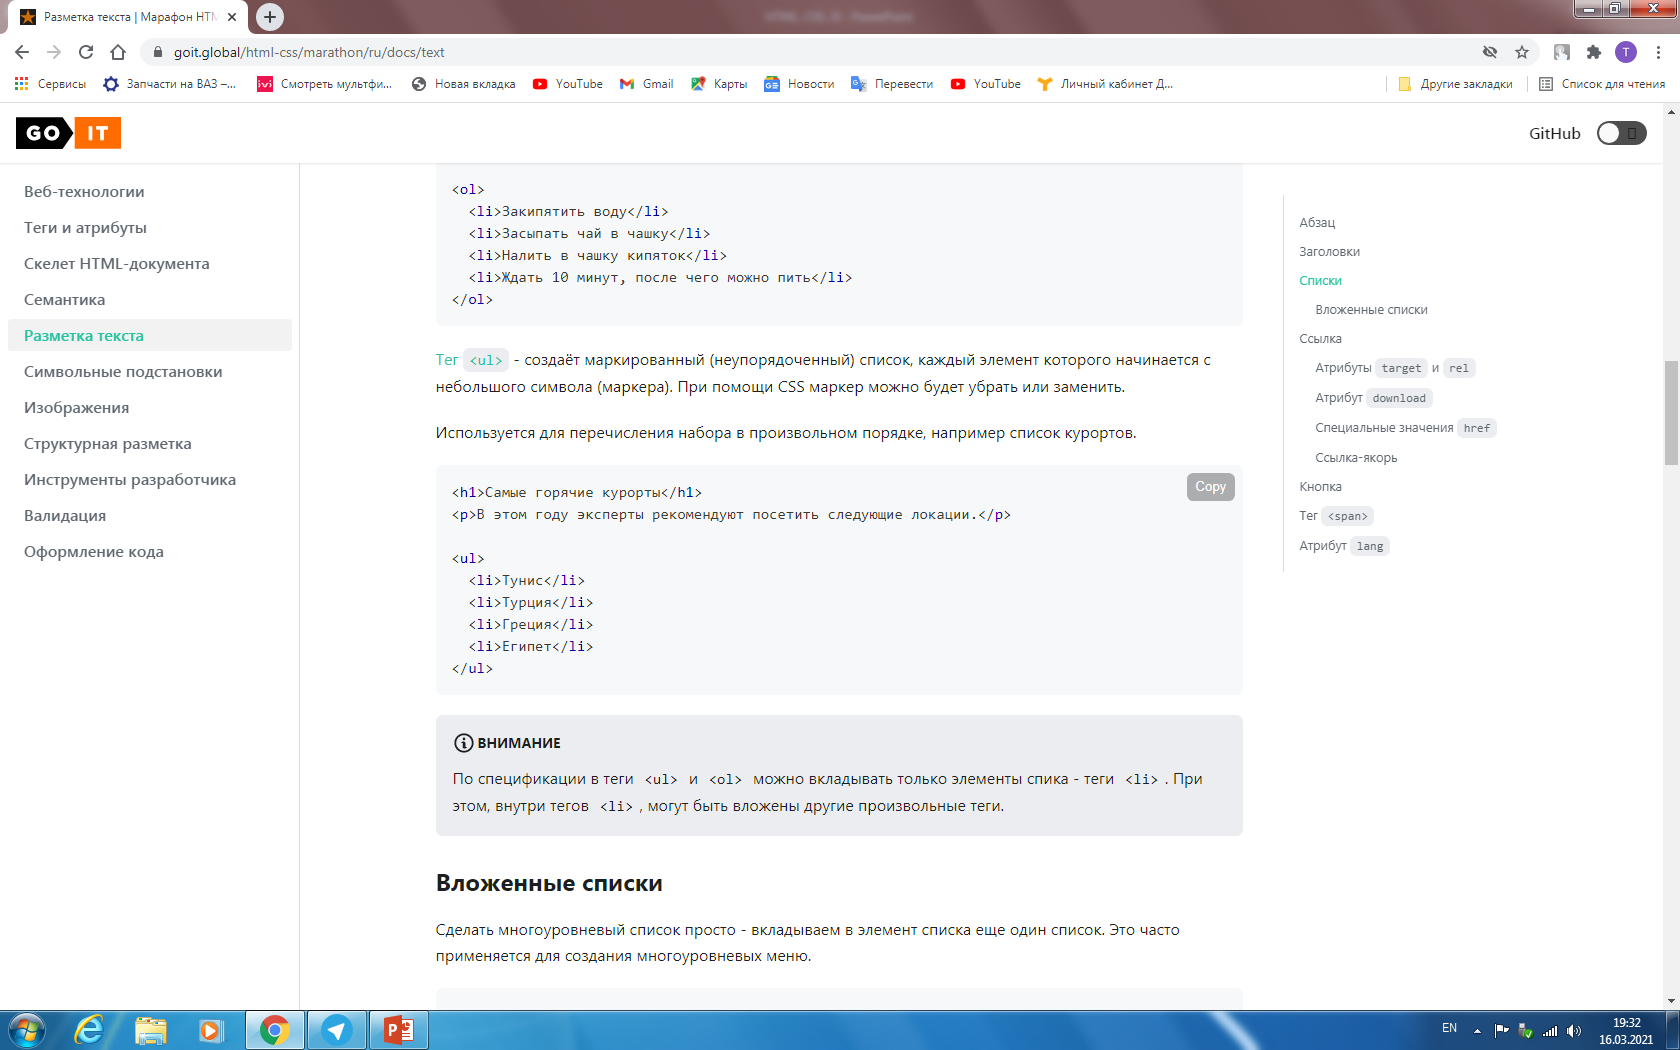 Разметка текста | Марафон HTM
goit.global/html-css/marathon/ru/docs/text
T
Сервисы
Запчасти на ВАЗ –...
ivi
Смотреть мультфи...
Новая вкладка
YouTube
Gmail
Карты
Новости
Перевести
YouTube
Личный кабинет Д...
Другие закладки
Список для чтения
GO IT
GitHub
Веб-технологии
Теги и атрибуты
Скелет HTML-документа
Семантика
Разметка текста
Символьные подстановки
Изображения
Структурная разметка
Инструменты разработчика
Валидация
Оформление кода
<ol>
<li>Закипятить воду</li>
<li>Засыпать чай в чашку</li>
<li>Налить в чашку кипяток</li>
<li>Ждать 10 минут, после чего можно пить</li>
</ol>
Тег <ul> - создаёт маркированный (неупорядоченный) список, каждый элемент которого начинается с
небольшого символа (маркера). При помощи CSS маркер можно будет убрать или заменить.
Используется для перечисления набора в произвольном порядке, например список курортов.
Copy
<h1>Самые горячие курорты</h1>
<p>В этом году эксперты рекомендуют посетить следующие локации.</p>
<ul>
<li>Тунис</li>
<li>Турция</li>
<li>Греция</li>
<li>Египет</li>
</ul>
ВНИМАНИЕ
По спецификации в теги <ul> и <ol> можно вкладывать только элементы спика - теги <li> . При
этом, внутри тегов <li> , могут быть вложены другие произвольные теги.
Вложенные списки
Сделать многоуровневый список просто - вкладываем в элемент списка еще один список. Это часто
применяется для создания многоуровневых меню.
Абзац
Заголовки
Списки
Вложенные списки
Ссылка
Атрибуты target и rel
Атрибут download
Специальные значения href
Ссылка-якорь
Кнопка
Тег <span>
Атрибут lang
EN
19:32
16.03.2021